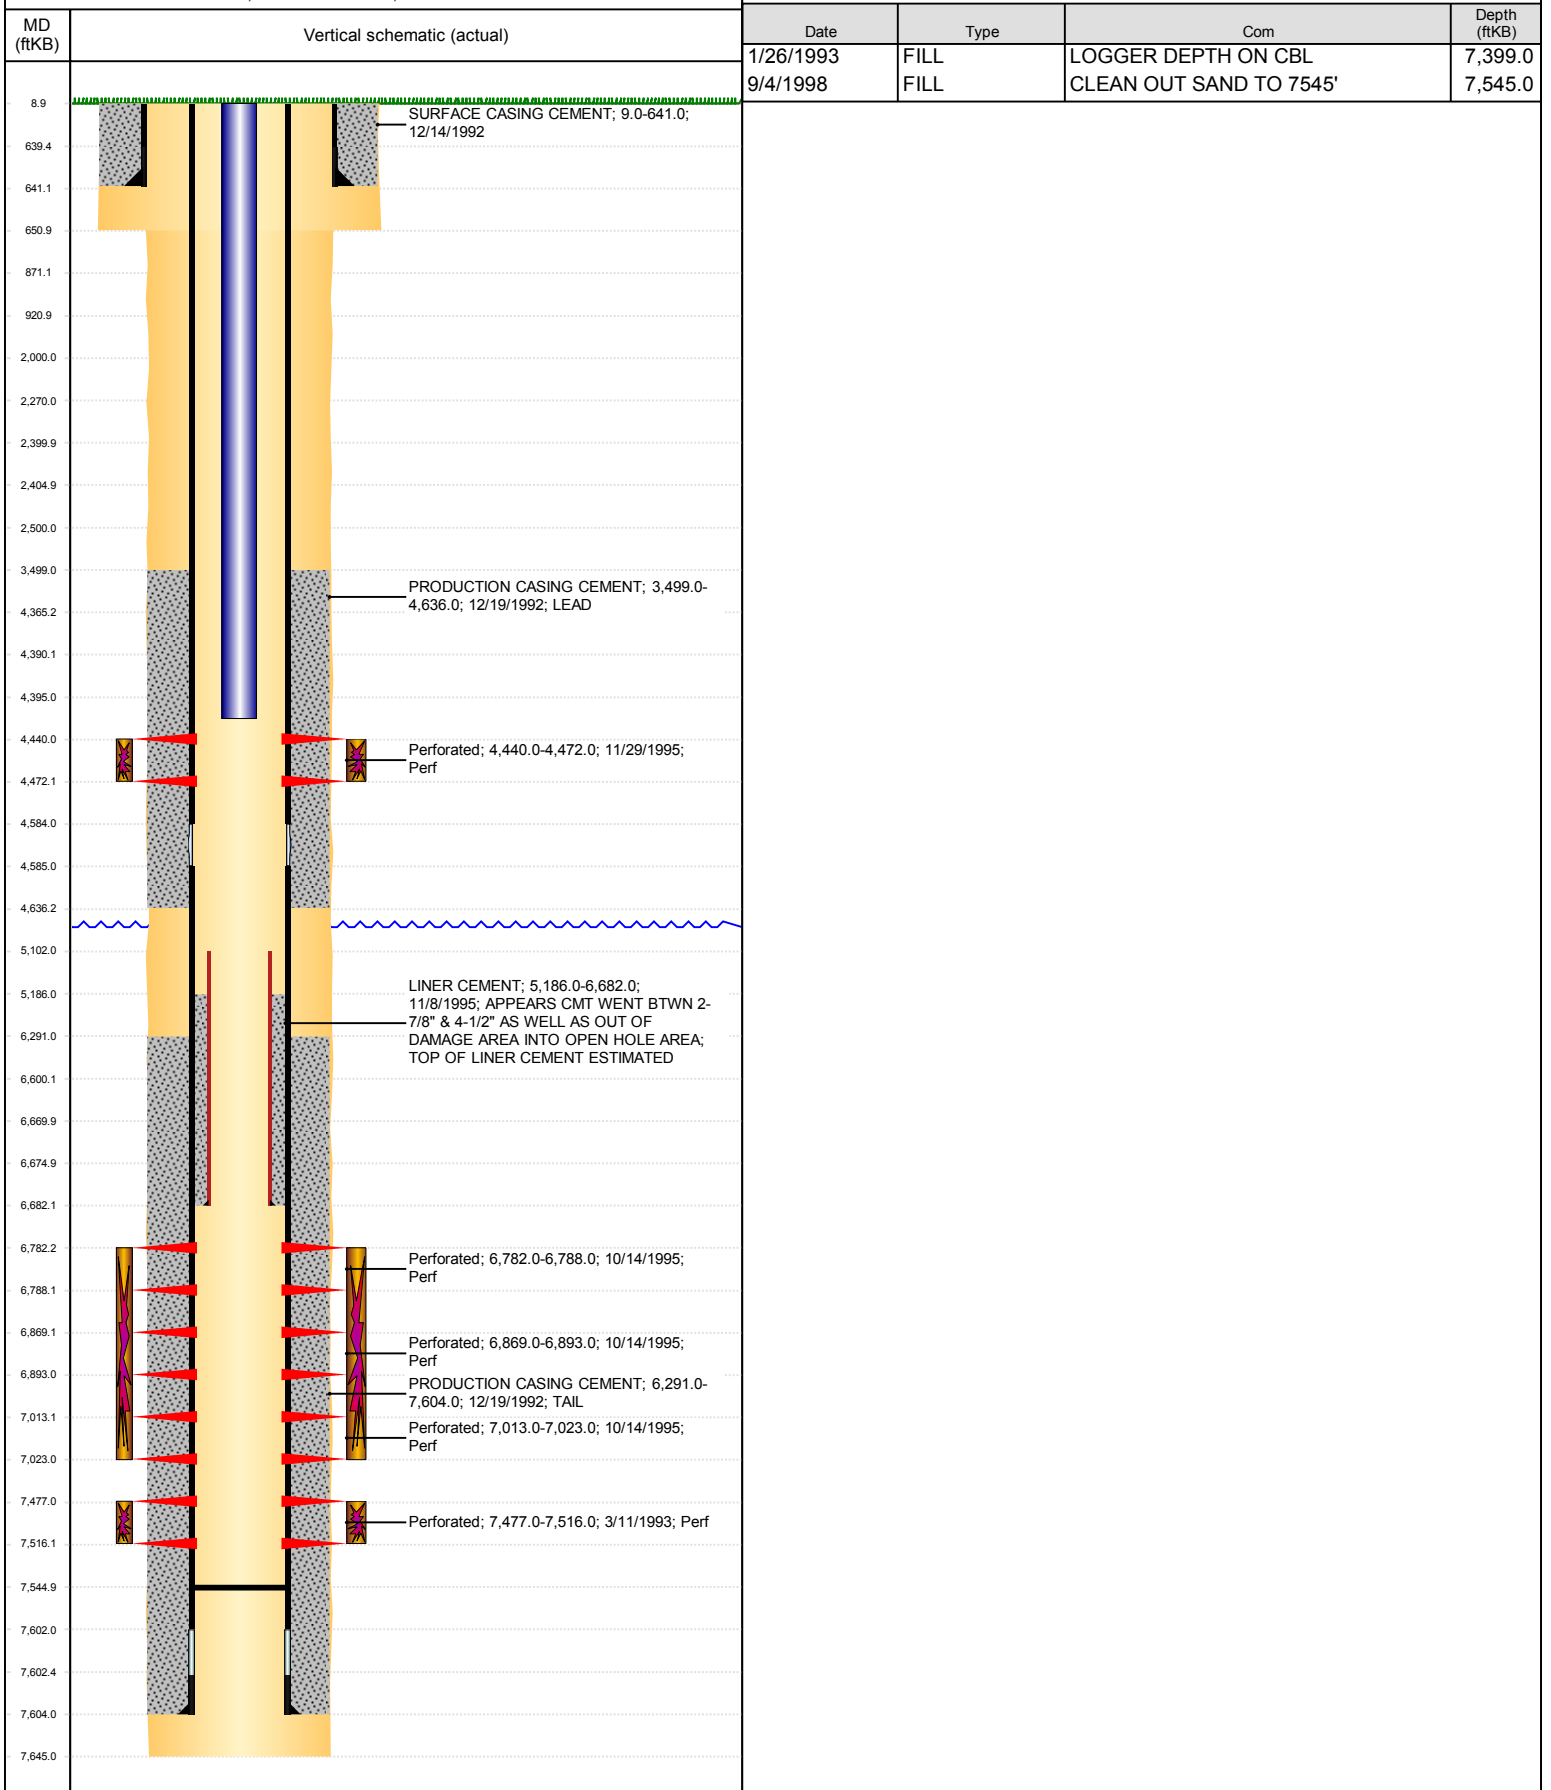 MD
(ftKB)
Vertical schematic (actual)
Date
Type
Com
Depth
(ftKB)
1/26/1993
FILL
LOGGER DEPTH ON CBL
7,399.0
9/4/1998
FILL
CLEAN OUT SAND TO 7545'
7,545.0
8.9
SURFACE CASING CEMENT; 9.0-641.0;
12/14/1992
639.4
641.1
650.9
871.1
920.9
2,000.0
2,270.0
2,399.9
2,404.9
2,500.0
3,499.0
PRODUCTION CASING CEMENT; 3,499.0-
4,636.0; 12/19/1992; LEAD
4,365.2
4,390.1
4,395.0
4,440.0
Perforated; 4,440.0-4,472.0; 11/29/1995;
Perf
4,472.1
4,584.0
4,585.0
4,636.2
5,102.0
5,186.0
LINER CEMENT; 5,186.0-6,682.0;
11/8/1995; APPEARS CMT WENT BTWN 2-
7/8" & 4-1/2" AS WELL AS OUT OF
DAMAGE AREA INTO OPEN HOLE AREA;
TOP OF LINER CEMENT ESTIMATED
6,291.0
6,600.1
6,669.9
6,674.9
6,682.1
6,782.2
Perforated; 6,782.0-6,788.0; 10/14/1995;
Perf
6,788.1
6,869.1
Perforated; 6,869.0-6,893.0; 10/14/1995;
Perf
6,893.0
PRODUCTION CASING CEMENT; 6,291.0-
7,604.0; 12/19/1992; TAIL
7,013.1
Perforated; 7,013.0-7,023.0; 10/14/1995;
Perf
7,023.0
7,477.0
Perforated; 7,477.0-7,516.0; 3/11/1993; Perf
7,516.1
7,544.9
7,602.0
7,602.4
7,604.0
7,645.0